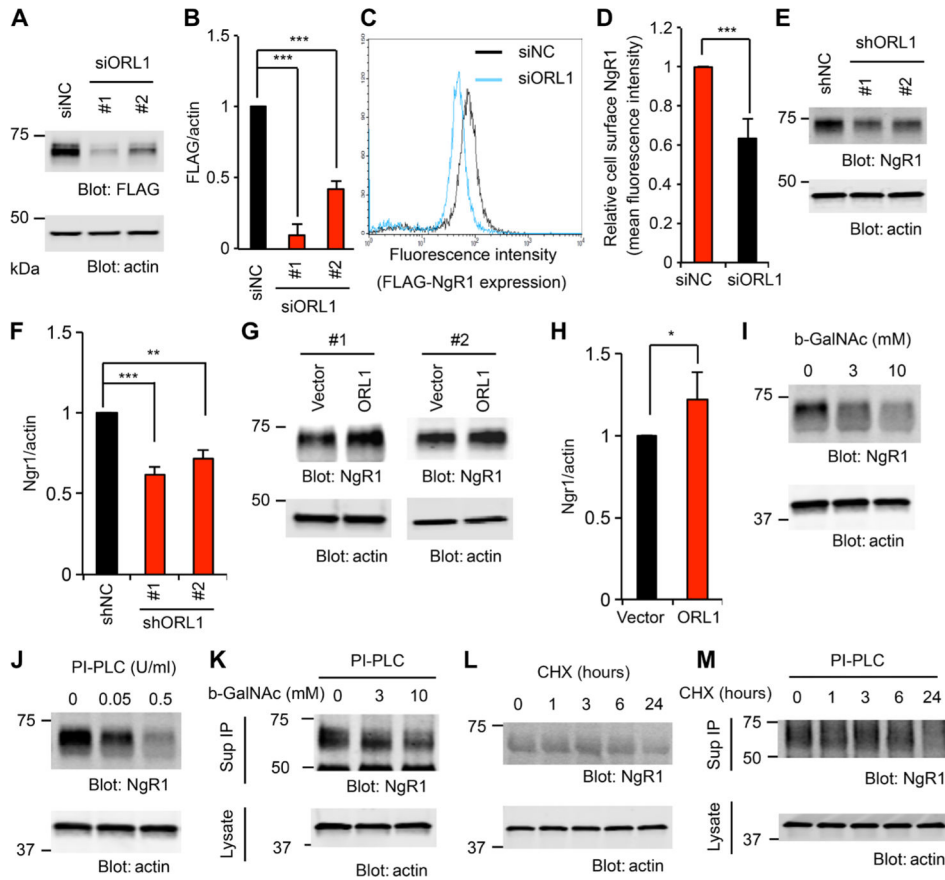 A
siORL1
siNC
#1
#2
75
Blot: FLAG
50
kDa
Blot: actin
B
***
***
1.5
1
0.5
0
FLAG/actin
siNC
#1
#2
siORL1
C
siNC
siORL1
Fluorescence intensity
(FLAG-NgR1 expression)
D
***
1.2
1.0
0.8
0.6
0.4
0.2
0
Relative cell surface NgR1
(mean fluorescence intensity)
siNC
siORL1
E
shORL1
shNC
#1
#2
75
Blot: NgR1
50
Blot: actin
F
**
***
1.5
1
0.5
0
Ngr1/actin
shNC
#1
#2
shORL1
G
#1
#2
Vector
ORL1
Vector
ORL1
75
Blot: NgR1
Blot: NgR1
50
Blot: actin
Blot: actin
H
*
1.5
1
0.5
0
Ngr1/actin
Vector
ORL1
I
b-GalNAc (mM)
0 3 10
75
Blot: NgR1
37
Blot: actin
J
PI-PLC (U/ml)
0 0.05 0.5
75
Blot: NgR1
37
Blot: actin
K
PI-PLC
b-GalNAc (mM) 0 3 10
75
Sup IP
50
Blot: NgR1
Lysate
37
Blot: actin
L
CHX (hours)
0 1 3 6 24
75
Blot: NgR1
37
Blot: actin
M
PI-PLC
CHX (hours) 0 1 3 6 24
75
Sup IP
50
Blot: NgR1
Lysate
37
Blot: actin